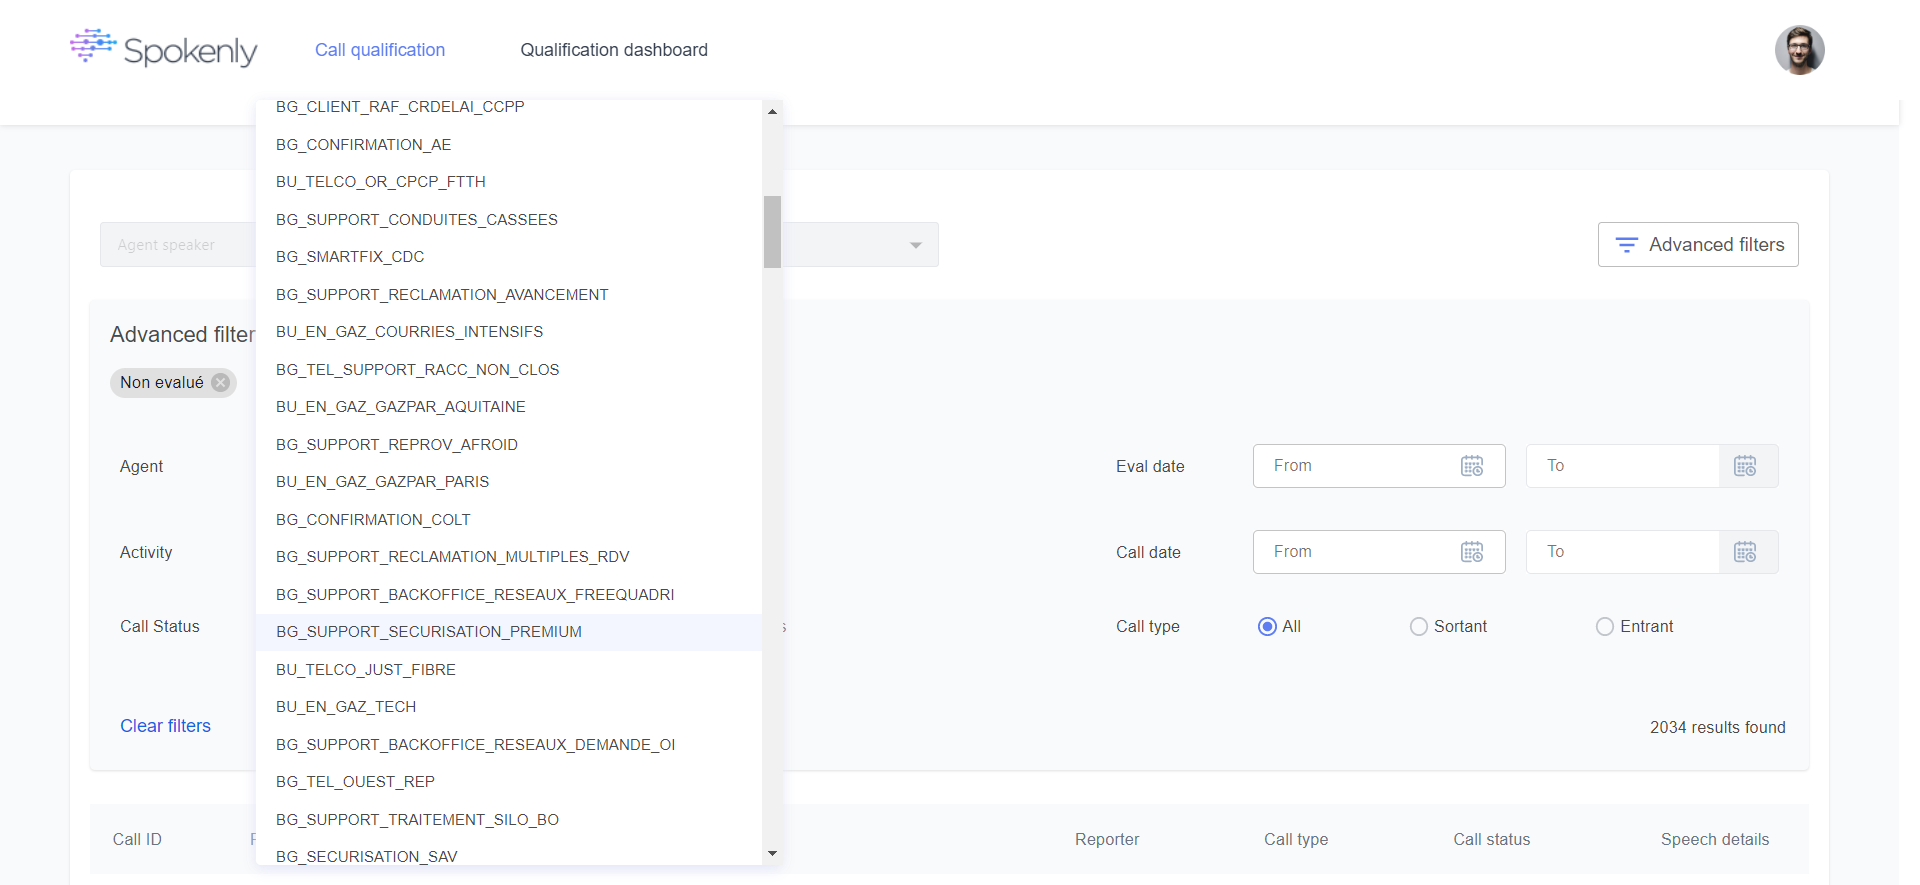 Spokenly
Call qualification
Qualification dashboard
BG_CLIENT_RAF_CRDELAI_CCPP
BG_CONFIRMATION_AE
BU_TELCO_OR_CPCP_FTTH
BG_SUPPORT_CONDUITES_CASSEES
BG_SMARTFIX_CDC
BG_SUPPORT_RECLAMATION_AVANCEMENT
BU_EN_GAZ_COURRIES_INTENSIFS
BG_TEL_SUPPORT_RACC_NON_CLOS
BU_EN_GAZ_GAZPAR_AQUITAINE
BG_SUPPORT_REPROV_AFROID
BU_EN_GAZ_GAZPAR_PARIS
BG_CONFIRMATION_COLT
BG_SUPPORT_RECLAMATION_MULTIPLES_RDV
BG_SUPPORT_BACKOFFICE_RESEAUX_FREEQUADRI
BG_SUPPORT_SECURISATION_PREMIUM
BU_TELCO_JUST_FIBRE
BU_EN_GAZ_TECH
BG_SUPPORT_BACKOFFICE_RESEAUX_DEMANDE_OI
BG_TEL_OUEST_REP
BG_SUPPORT_TRAITEMENT_SILO_BO
BG_SECURISATION_SAV
Agent speaker
Advanced filters
Advanced filter
Non evalué
Agent
Eval date
From
To
Activity
Call date
From
To
Call Status
Call type
All
Sortant
Entrant
Clear filters
2034 results found
Call ID
Reporter
Call type
Call status
Speech details